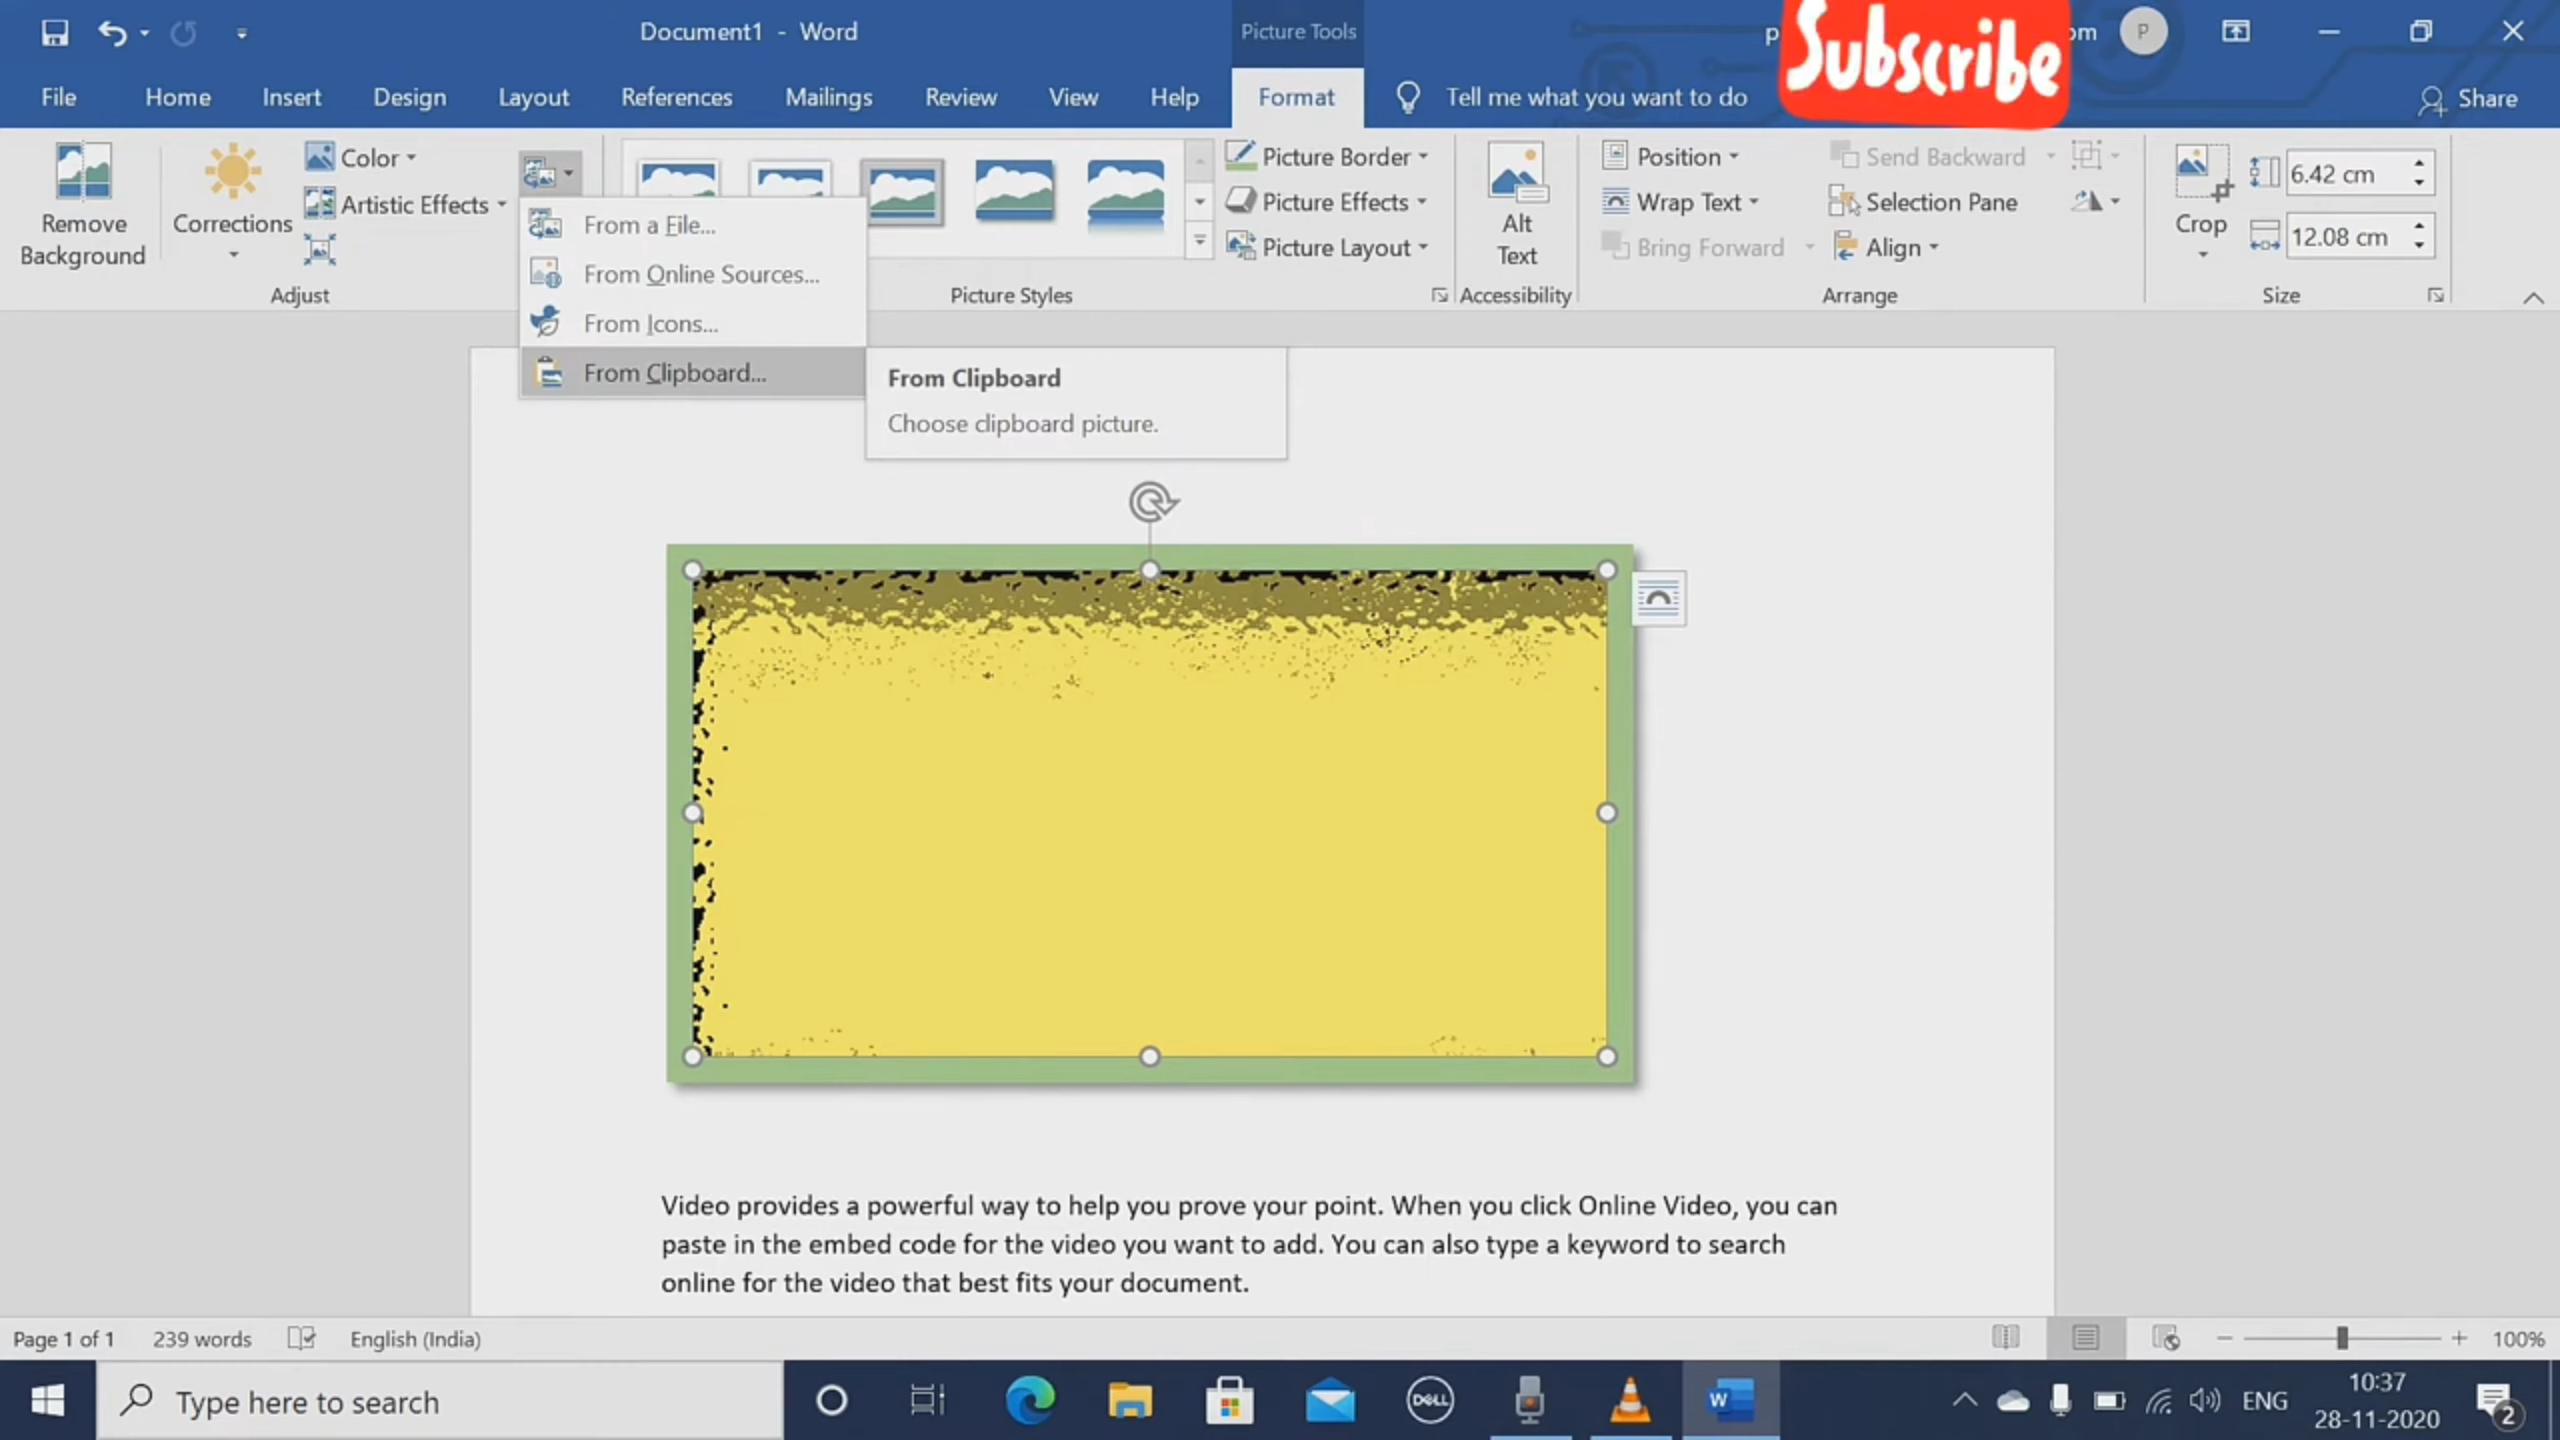 Document1 - Word
Picture Tools
Subscribe
p
om
P
File
Home
Insert
Design
Layout
References
Mailings
Review
View
Help
Format
Tell me what you want to do
Share
Remove
Background
Corrections
Color
Artistic Effects
Adjust
From a File...
From Online Sources...
From Icons...
From Clipboard...
From Clipboard
Choose clipboard picture.
Picture Styles
Picture Border
Picture Effects
Picture Layout
Alt
Text
Accessibility
Position
Wrap Text
Bring Forward
Send Backward
Selection Pane
Align
Arrange
Crop
6.42 cm
12.08 cm
Size
Video provides a powerful way to help you prove your point. When you click Online Video, you can
paste in the embed code for the video you want to add. You can also type a keyword to search
online for the video that best fits your document.
Page 1 of 1
239 words
English (India)
100%
Type here to search
DELL
W
ENG
10:37
28-11-2020
2